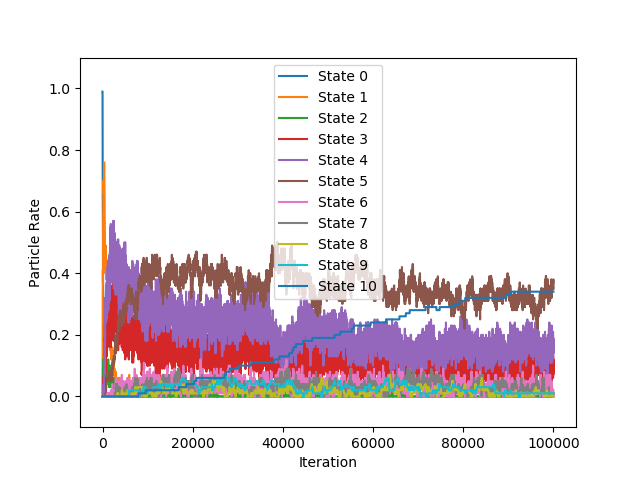 1.0
0.8
0.6
0.4
0.2
0.0
Particle Rate
State 0
State 1
State 2
State 3
State 4
State 5
State 6
State 7
State 8
State 9
State 10
0 20000 40000 60000 80000 100000
Iteration